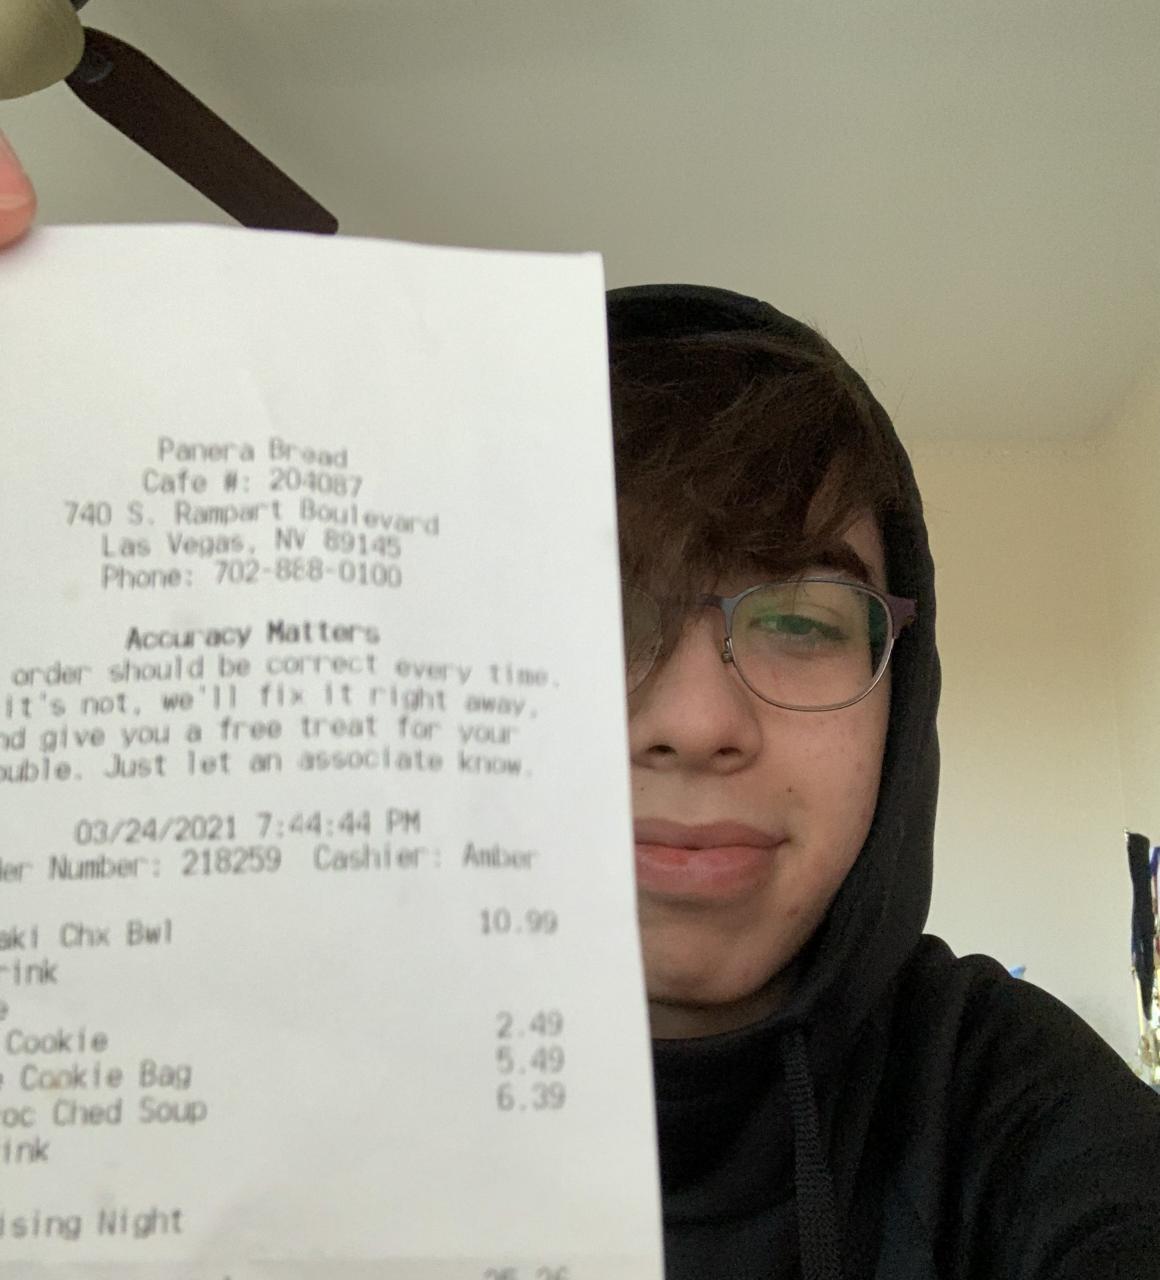 Panera Bread
Cafe #: 204087
740 S. Rampart Boulevard
Las Vegas, NV 89145
Phone: 702-888-0100
Accuracy Matters
order should be correct every time.
it's not, we'll fix it right away,
nd give you a free treat for your
ouble. Just let an associate know.
03/24/2021 7:44:44 PM
der Number: 218259 Cashier: Amber
aki Chx Bwl 10.99
rink
e
Cookie 2.49
e Cookie Bag 5.49
roc Ched Soup 6.39
ink
ising Night